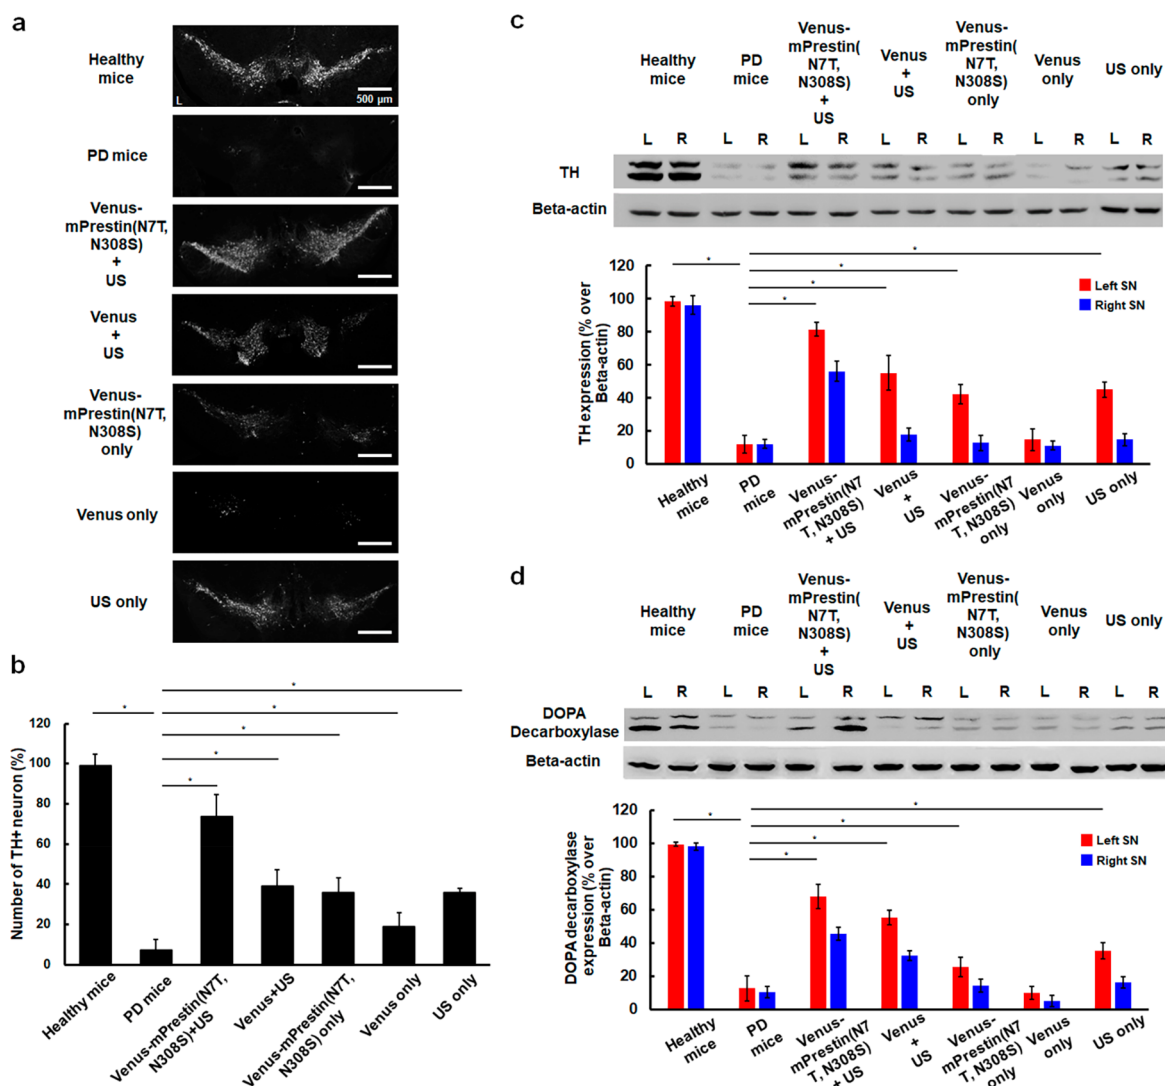 a
Healthy
mice
L
500 µm
PD mice
Venus-
mPrestin(N7T,
N308S)
+
US
Venus
+
US
Venus-
mPrestin(N7T,
N308S)
only
Venus only
US only
b
Number of TH+ neuron (%)
120
100
80
60
40
20
0
*
*
*
*
*
*
Healthy mice
PD mice
Venus-mPrestin(N7T,
N308S)+US
Venus+US
Venus-mPrestin(N7T,
N308S) only
Venus only
US only
c
Healthy
mice
PD
mice
Venus-
mPrestin(
N7T,
N308S)
+
US
Venus
+
US
Venus-
mPrestin(
N7T,
N308S)
only
Venus
only
US only
L R L R L R L R L R L R L R
TH
Beta-actin
TH expression (% over
Beta-actin)
120
100
80
60
40
20
0
*
*
*
*
*
Left SN
Right SN
Healthy
mice
PD
mice
Venus-
mPrestin(N7
T, N308S)
+ US
Venus
+
US
Venus-
mPrestin(N7
T, N308S)
only
Venus
only
US only
d
Healthy
mice
PD
mice
Venus-
mPrestin(
N7T,
N308S)
+
US
Venus
+
US
Venus-
mPrestin(
N7T,
N308S)
only
Venus
only
US only
L R L R L R L R L R L R L R
DOPA
Decarboxylase
Beta-actin
DOPA decarboxylase
expression (% over
Beta-actin)
120
100
80
60
40
20
0
*
*
*
*
*
Left SN
Right SN
Healthy
mice
PD
mice
Venus-
mPrestin(N7
T, N308S)
+ US
Venus
+
US
Venus-
mPrestin(N7
T, N308S)
only
Venus
only
US only